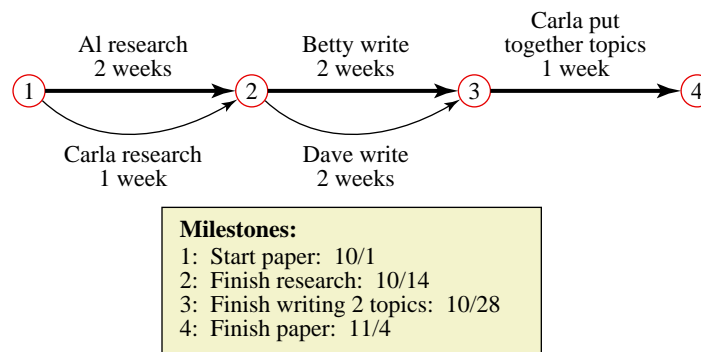 Al research
2 weeks
Betty write
2 weeks
Carla put
together topics
1 week
1
2
3
4
Carla research
1 week
Dave write
2 weeks
Milestones:
1: Start paper: 10/1
2: Finish research: 10/14
3: Finish writing 2 topics: 10/28
4: Finish paper: 11/4